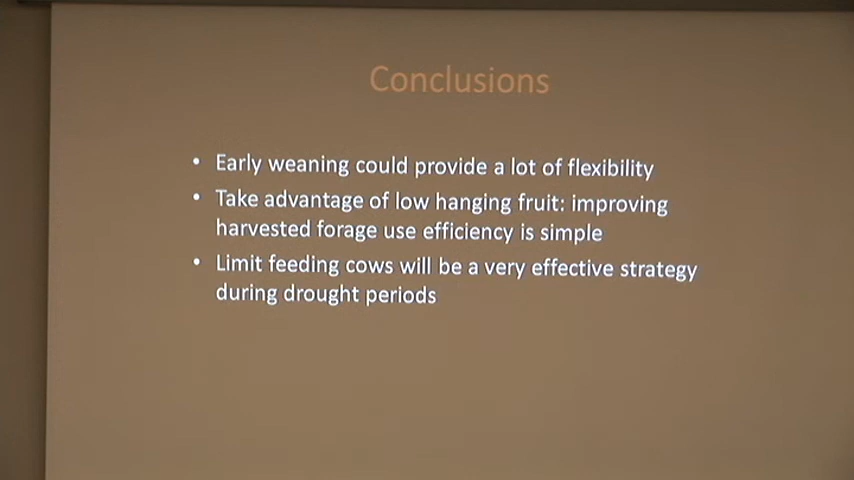 Conclusions
• Early weaning could provide a lot of flexibility
• Take advantage of low hanging fruit: improving
harvested forage use efficiency is simple
• Limit feeding cows will be a very effective strategy
during drought periods